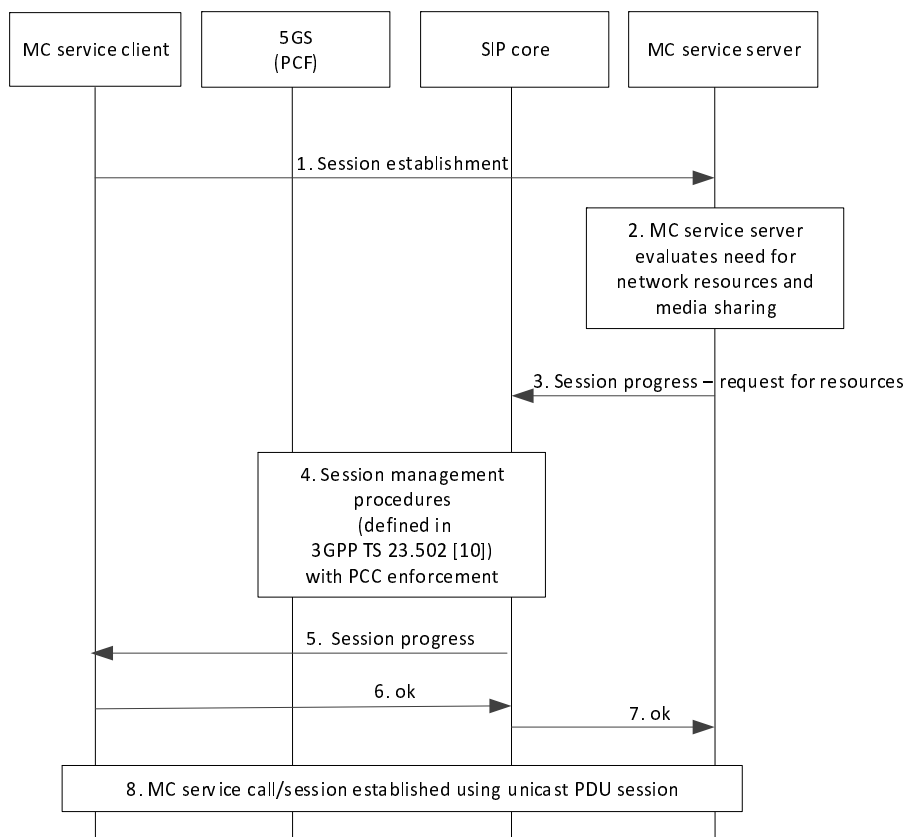 MC service client
5GS
(PCF)
SIP core
MC service server
1. Session establishment
2. MC service server
evaluates need for
network resources and
media sharing
3. Session progress – request for resources
4. Session management
procedures
(defined in
3GPP TS 23.502 [10])
with PCC enforcement
5. Session progress
6. ok
7. ok
8. MC service call/session established using unicast PDU session